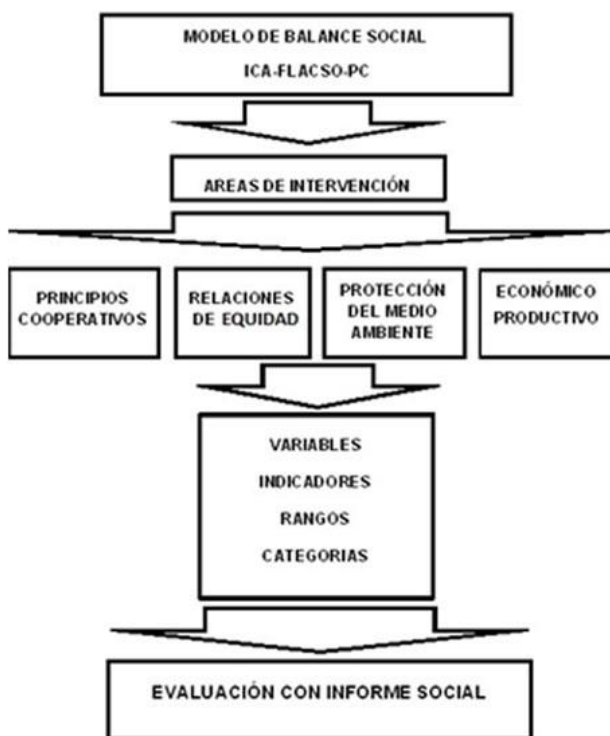 MODELO DE BALANCE SOCIAL
ICA-FLACSO-PC
AREAS DE INTERVENCIÓN
PRINCIPIOS
COOPERATIVOS
RELACIONES
DE EQUIDAD
PROTECCIÓN
DEL MEDIO
AMBIENTE
ECONÓMICO
PRODUCTIVO
VARIABLES
INDICADORES
RANGOS
CATEGORIAS
EVALUACIÓN CON INFORME SOCIAL